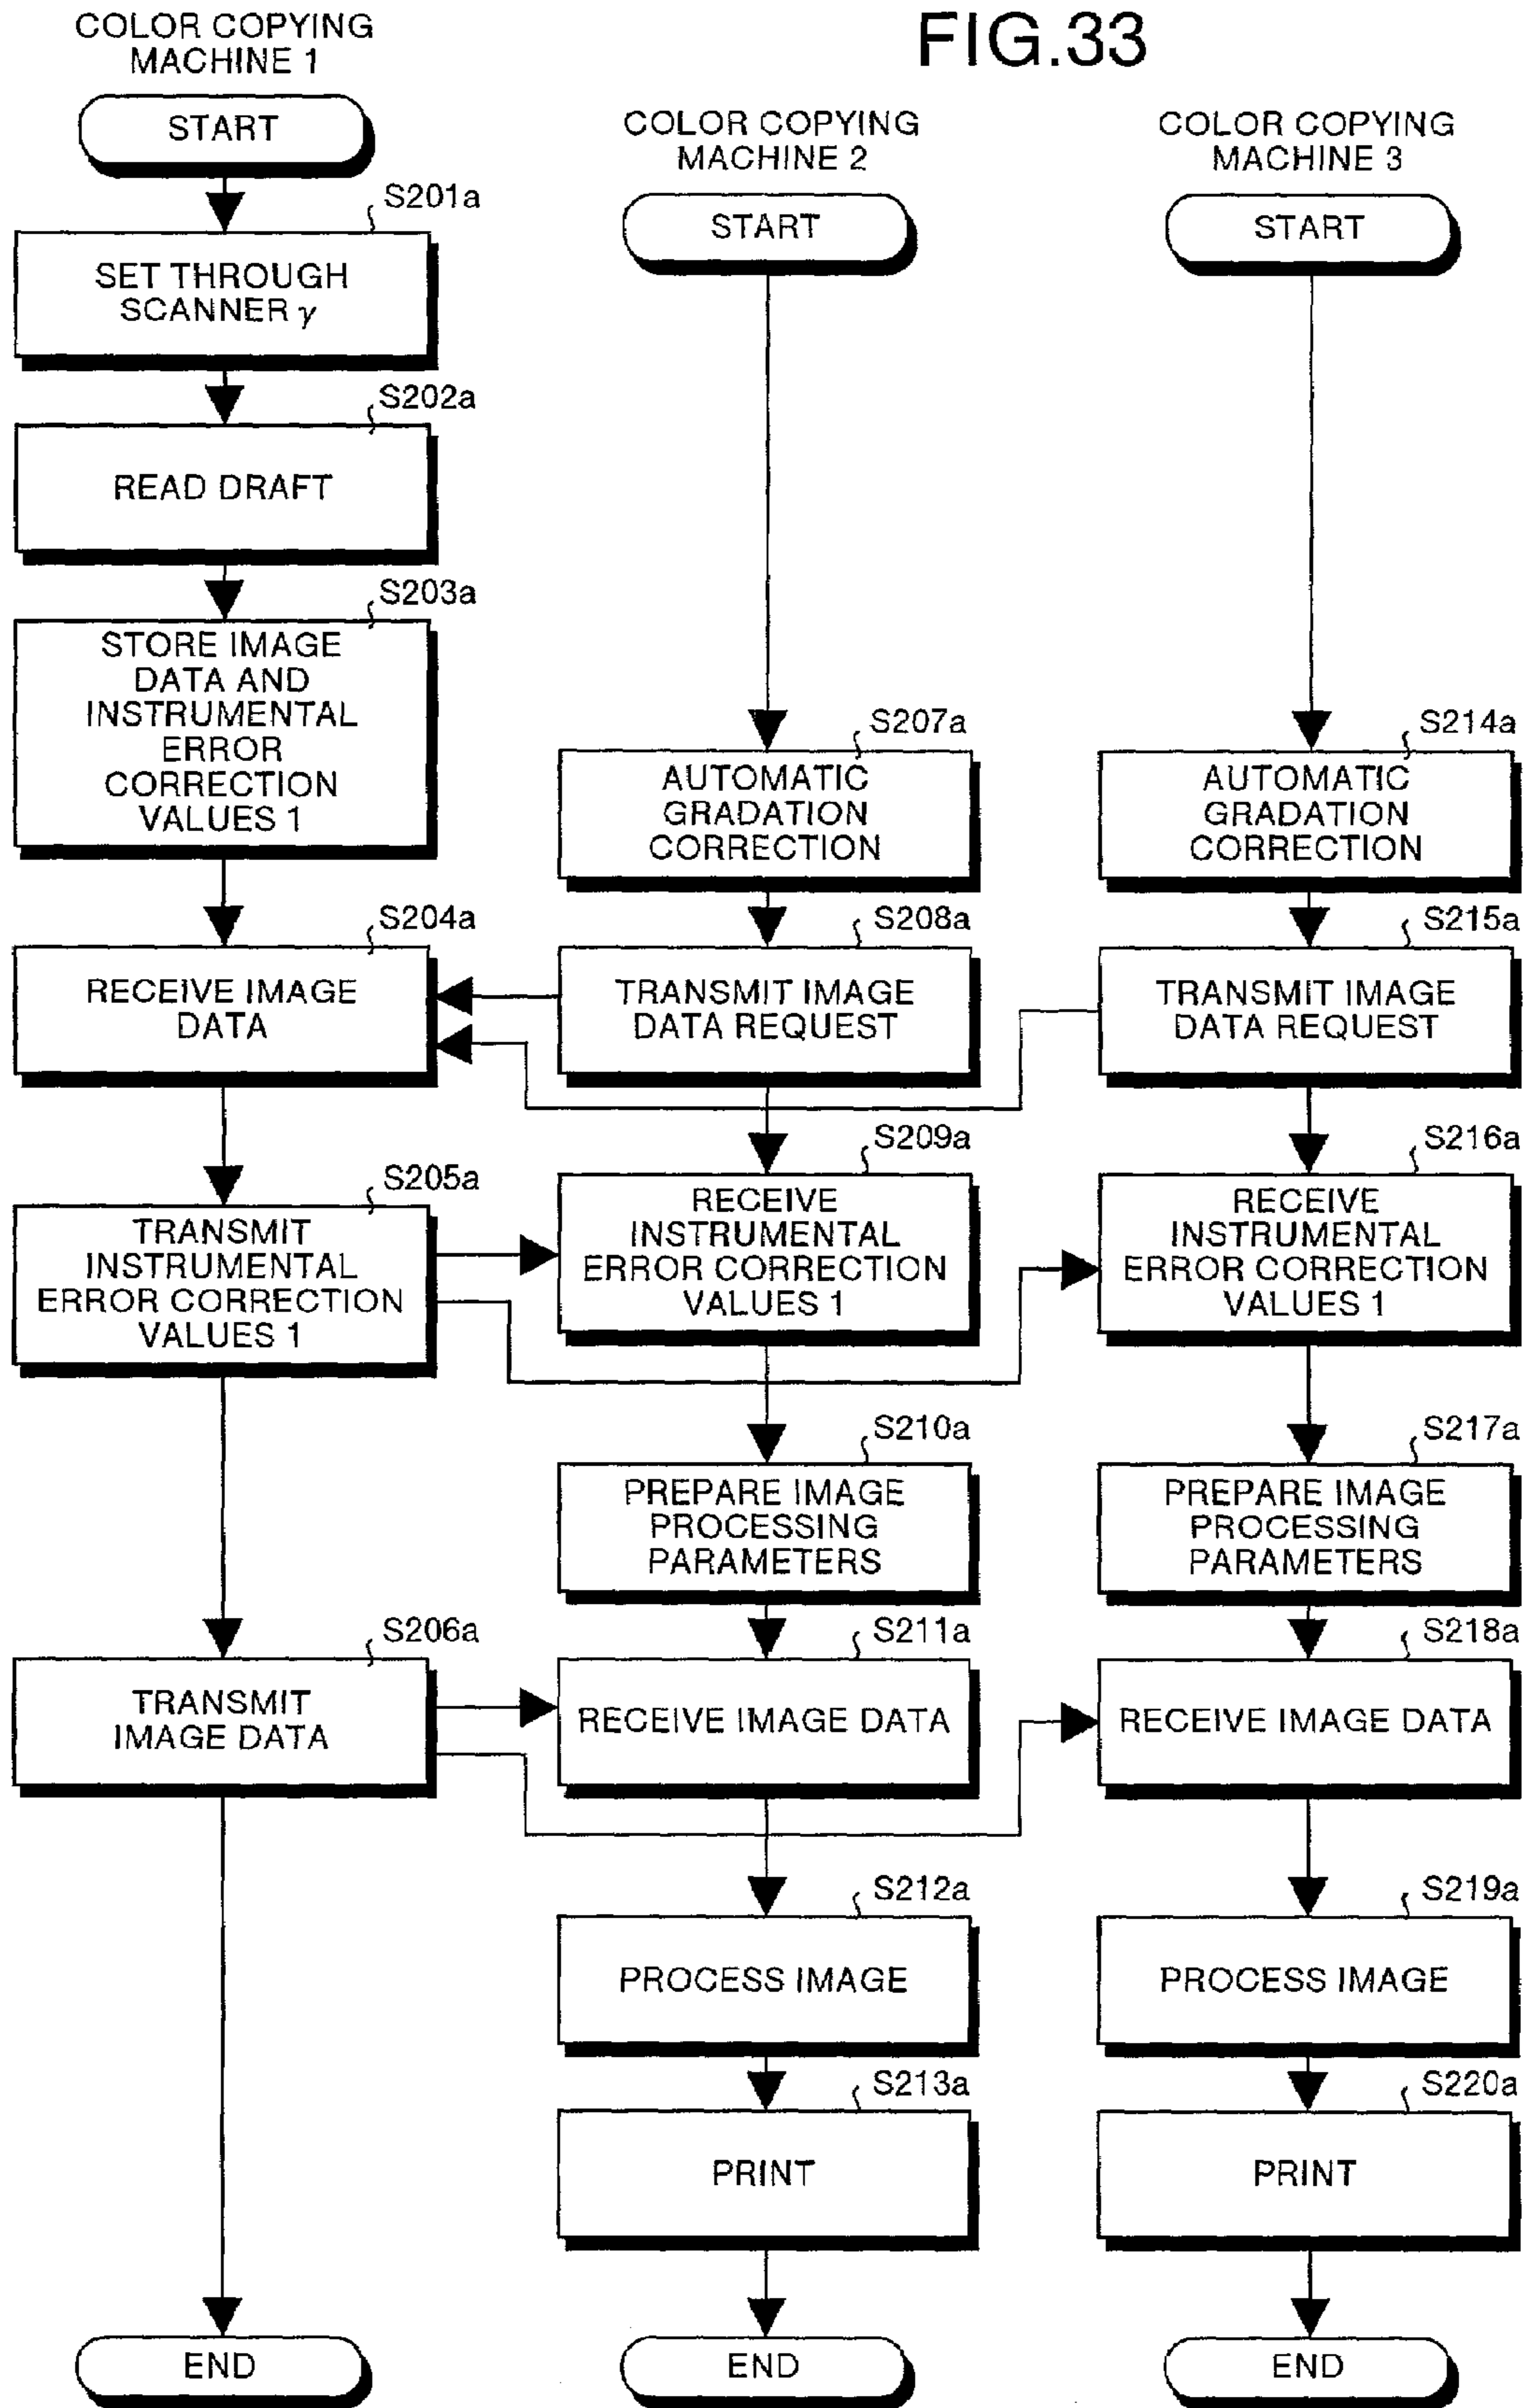 FIG.33
COLOR COPYING
MACHINE 1
START
S201a
SET THROUGH
SCANNER γ
S202a
READ DRAFT
S203a
STORE IMAGE
DATA AND
INSTRUMENTAL
ERROR
CORRECTION
VALUES 1
S204a
RECEIVE IMAGE
DATA
S205a
TRANSMIT
INSTRUMENTAL
ERROR CORRECTION
VALUES 1
S206a
TRANSMIT
IMAGE DATA
END
COLOR COPYING
MACHINE 2
START
S207a
AUTOMATIC
GRADATION
CORRECTION
S208a
TRANSMIT IMAGE
DATA REQUEST
S209a
RECEIVE
INSTRUMENTAL
ERROR CORRECTION
VALUES 1
S210a
PREPARE IMAGE
PROCESSING
PARAMETERS
S211a
RECEIVE IMAGE DATA
S212a
PROCESS IMAGE
S213a
PRINT
END
COLOR COPYING
MACHINE 3
START
S214a
AUTOMATIC
GRADATION
CORRECTION
S215a
TRANSMIT IMAGE
DATA REQUEST
S216a
RECEIVE
INSTRUMENTAL
ERROR CORRECTION
VALUES 1
S217a
PREPARE IMAGE
PROCESSING
PARAMETERS
S218a
RECEIVE IMAGE DATA
S219a
PROCESS IMAGE
S220a
PRINT
END